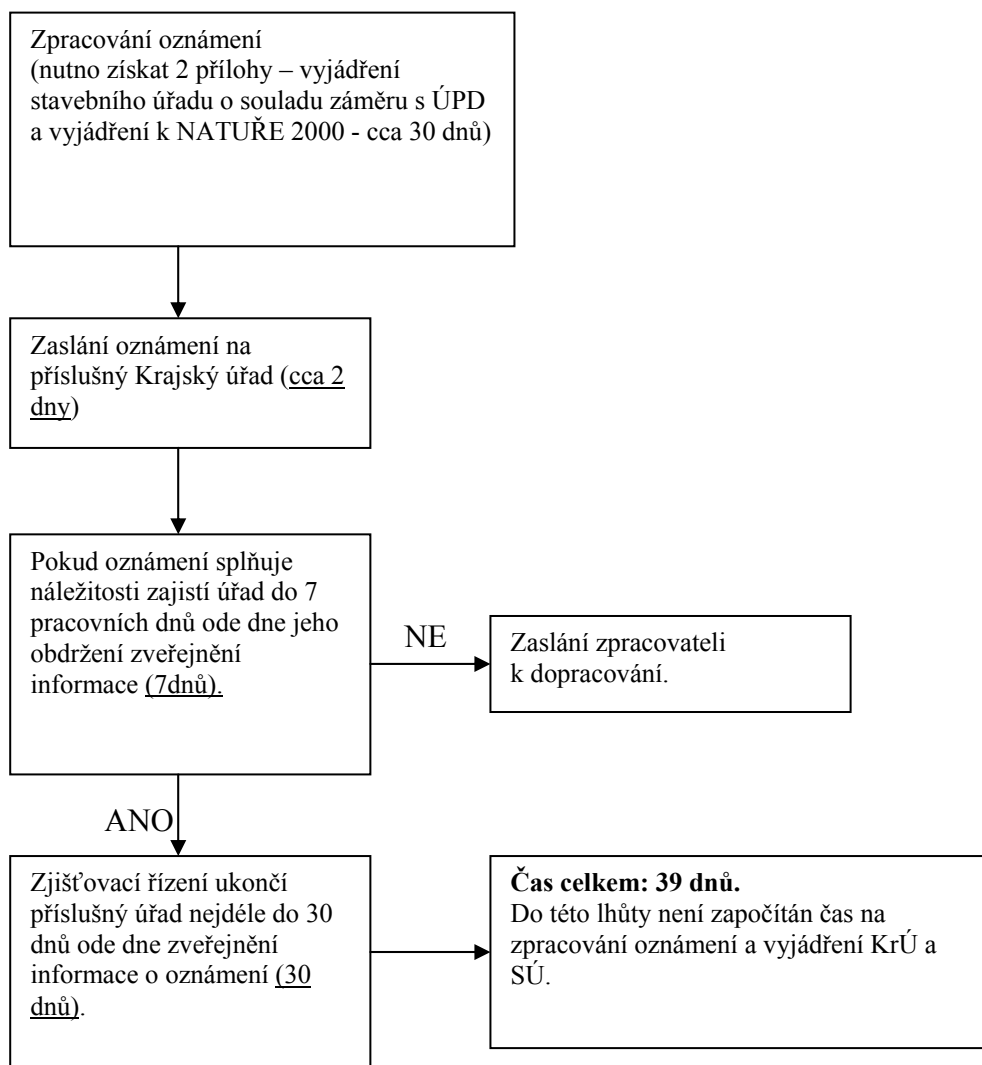 Zpracování oznámení
(nutno získat 2 přílohy – vyjádření
stavebního úřadu o souladu záměru s ÚPD
a vyjádření k NATUŘE 2000 - cca 30 dnů)
Zaslání oznámení na
příslušný Krajský úřad (cca 2
dny)
Pokud oznámení splňuje
náležitosti zajistí úřad do 7
pracovních dnů ode dne jeho
obdržení zveřejnění
informace (7dnů).
NE
Zaslání zpracovateli
k dopracování.
ANO
Zjišťovací řízení ukončí
příslušný úřad nejdéle do 30
dnů ode dne zveřejnění
informace o oznámení (30
dnů).
Čas celkem: 39 dnů.
Do této lhůty není započítán čas na
zpracování oznámení a vyjádření KrÚ a
SÚ.